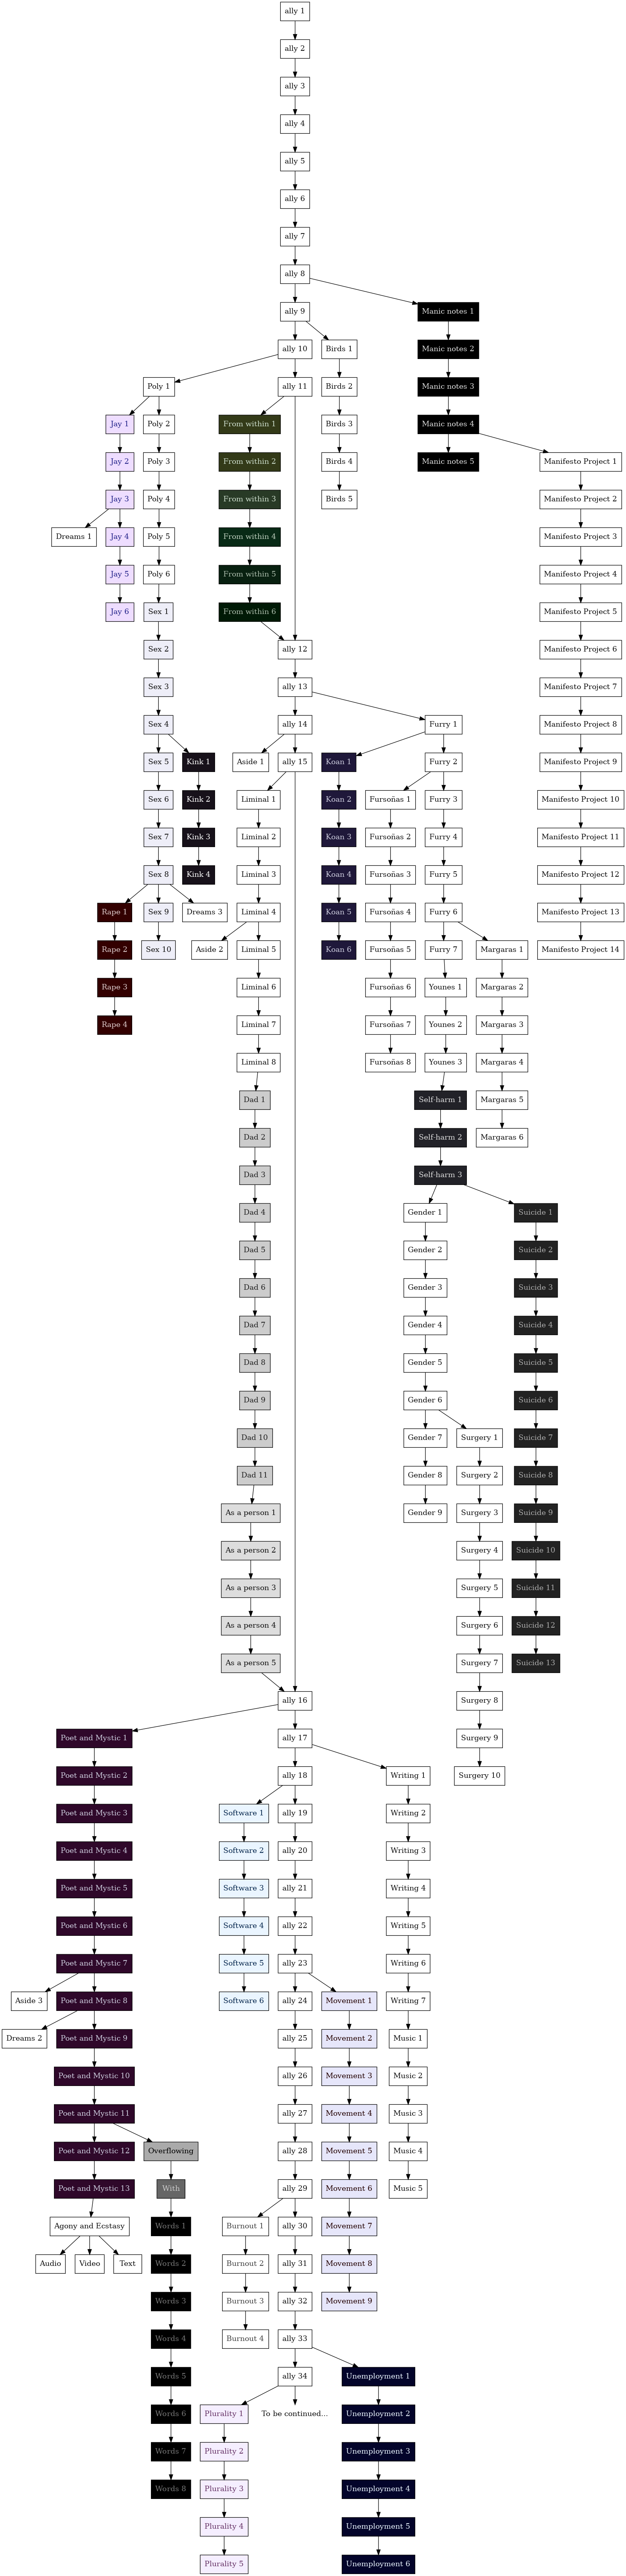 ally 1
ally 2
ally 3
ally 4
ally 5
ally 6
ally 7
ally 8
ally 9
Manic notes 1
ally 10
Birds 1
Manic notes 2
Poly 1
ally 11
Birds 2
Manic notes 3
Jay 1
Poly 2
From within 1
Birds 3
Manic notes 4
Jay 2
Poly 3
From within 2
Birds 4
Manic notes 5
Manifesto Project 1
Jay 3
Poly 4
From within 3
Birds 5
Manifesto Project 2
Dreams 1
Jay 4
Poly 5
From within 4
Manifesto Project 3
Jay 5
Poly 6
From within 5
Manifesto Project 4
Jay 6
Sex 1
From within 6
Manifesto Project 5
Sex 2
ally 12
Manifesto Project 6
Sex 3
ally 13
Manifesto Project 7
Sex 4
ally 14
Furry 1
Manifesto Project 8
Sex 5
Kink 1
Aside 1
ally 15
Koan 1
Furry 2
Manifesto Project 9
Sex 6
Kink 2
Liminal 1
Koan 2
Fursoñas 1
Furry 3
Manifesto Project 10
Sex 7
Kink 3
Liminal 2
Koan 3
Fursoñas 2
Furry 4
Manifesto Project 11
Sex 8
Kink 4
Liminal 3
Koan 4
Fursoñas 3
Furry 5
Manifesto Project 12
Rape 1
Sex 9
Dreams 3
Liminal 4
Koan 5
Fursoñas 4
Furry 6
Manifesto Project 13
Rape 2
Sex 10
Aside 2
Liminal 5
Koan 6
Fursoñas 5
Furry 7
Margaras 1
Manifesto Project 14
Rape 3
Liminal 6
Fursoñas 6
Younes 1
Margaras 2
Rape 4
Liminal 7
Fursoñas 7
Younes 2
Margaras 3
Liminal 8
Fursoñas 8
Younes 3
Margaras 4
Dad 1
Self-harm 1
Margaras 5
Dad 2
Self-harm 2
Margaras 6
Dad 3
Self-harm 3
Dad 4
Gender 1
Suicide 1
Dad 5
Gender 2
Suicide 2
Dad 6
Gender 3
Suicide 3
Dad 7
Gender 4
Suicide 4
Dad 8
Gender 5
Suicide 5
Dad 9
Gender 6
Suicide 6
Dad 10
Gender 7
Surgery 1
Suicide 7
Dad 11
Gender 8
Surgery 2
Suicide 8
As a person 1
Gender 9
Surgery 3
Suicide 9
As a person 2
Surgery 4
Suicide 10
As a person 3
Surgery 5
Suicide 11
As a person 4
Surgery 6
Suicide 12
As a person 5
Surgery 7
Suicide 13
ally 16
Surgery 8
Poet and Mystic 1
ally 17
Surgery 9
Poet and Mystic 2
ally 18
Writing 1
Surgery 10
Poet and Mystic 3
Software 1
ally 19
Writing 2
Poet and Mystic 4
Software 2
ally 20
Writing 3
Poet and Mystic 5
Software 3
ally 21
Writing 4
Poet and Mystic 6
Software 4
ally 22
Writing 5
Poet and Mystic 7
Software 5
ally 23
Writing 6
Aside 3
Poet and Mystic 8
Software 6
ally 24
Movement 1
Writing 7
Dreams 2
Poet and Mystic 9
ally 25
Movement 2
Music 1
Poet and Mystic 10
ally 26
Movement 3
Music 2
Poet and Mystic 11
ally 27
Movement 4
Music 3
Poet and Mystic 12
Overflowing
ally 28
Movement 5
Music 4
Poet and Mystic 13
With
ally 29
Movement 6
Music 5
Agony and Ecstasy
Words 1
Burnout 1
ally 30
Movement 7
Audio
Video
Text
Words 2
Burnout 2
ally 31
Movement 8
Words 3
Burnout 3
ally 32
Movement 9
Words 4
Burnout 4
ally 33
Words 5
ally 34
Unemployment 1
Words 6
Plurality 1
To be continued...
Unemployment 2
Words 7
Plurality 2
Unemployment 3
Words 8
Plurality 3
Unemployment 4
Plurality 4
Unemployment 5
Plurality 5
Unemployment 6